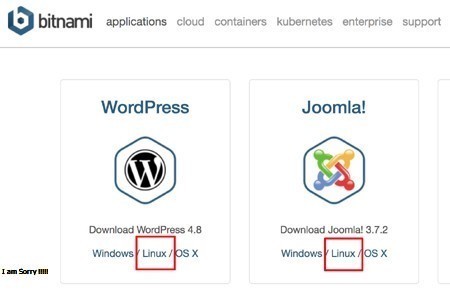 bitnami applications cloud containers kubernetes enterprise support
WordPress
Download WordPress 4.8
Windows / Linux / OS X
Joomla!
Download Joomla! 3.7.2
Windows / Linux / OS X
I am Sorry !!!!!